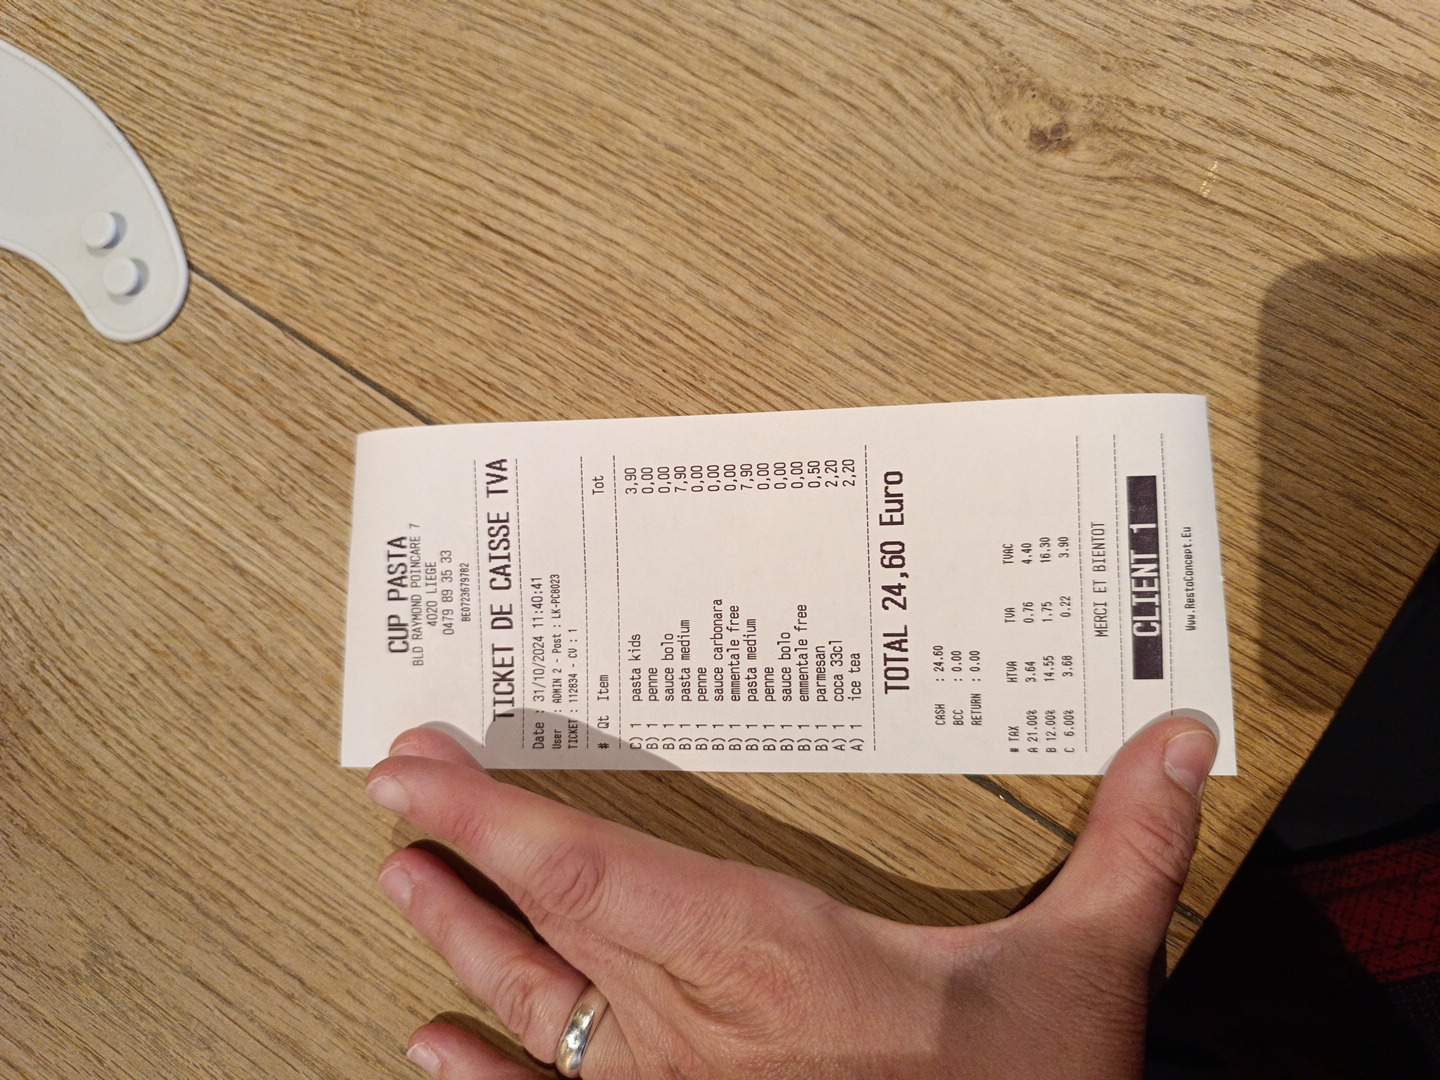 CUP PASTA
BLD RAYMOND POINCARE 7
4020 LIEGE
0479 89 35 33
BE0723679782
TICKET DE CAISSE TVA
Date : 31/10/2024 11:40:41
User : ADMIN 2 - Post : LK-PC8023
TICKET : 112834 - CU : 1
# Qt Item Tot
C) 1 pasta kids 3,90
B) 1 penne 0,00
B) 1 sauce bolo 0,00
B) 1 pasta medium 7,90
B) 1 penne 0,00
B) 1 sauce carbonara 0,00
B) 1 emmentale free 0,00
B) 1 pasta medium 7,90
B) 1 penne 0,00
B) 1 sauce bolo 0,00
B) 1 emmentale free 0,00
B) 1 parmesan 0,50
A) 1 coca 33cl 2,20
A) 1 ice tea 2,20
TOTAL 24,60 Euro
CASH : 24.60
BCC : 0.00
RETURN : 0.00
# TAX HTVA TVA TVAC
A 21.00% 3.64 0.76 4.40
B 12.00% 14.55 1.75 16.30
C 6.00% 3.68 0.22 3.90
MERCI ET BIENTOT
CLIENT 1
Www.RestoConcept.Eu